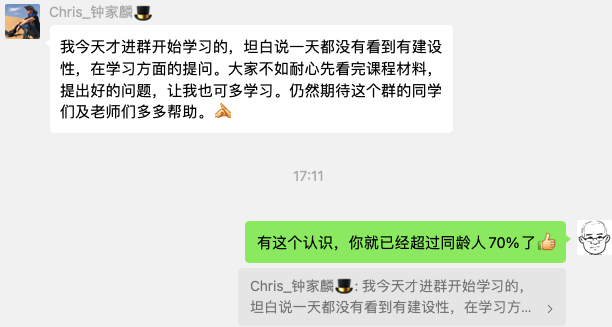 Chris_钟家麟🎩
我今天才进群开始学习的，坦白说一天都没有看到有建设
性，在学习方面的提问。大家不如耐心先看完课程材料，
提出好的问题，让我也可多学习。仍然期待这个群的同学
们及老师们多多帮助。🙏
17:11
有这个认识，你就已经超过同龄人70%了👍
Chris_钟家麟🎩: 我今天才进群开始学习的，
坦白说一天都没有看到有建设性，在学习方...